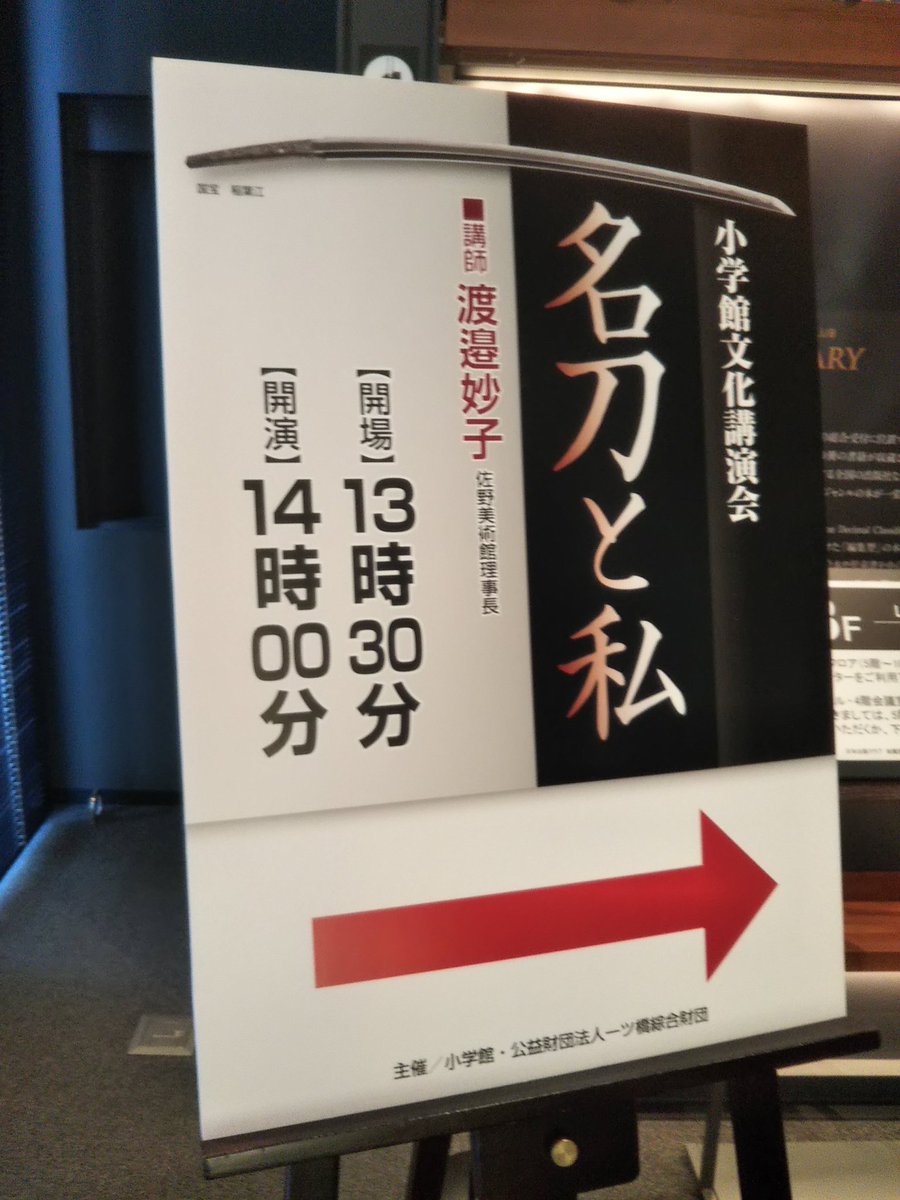 小学館文化講演会
名刀と私
■講師 渡邉妙子
佐野美術館理事長
【開場】13時30分
【開演】14時00分
国宝 稲葉江
主催／小学館・公益財団法人一ツ橋綜合財団
ARY